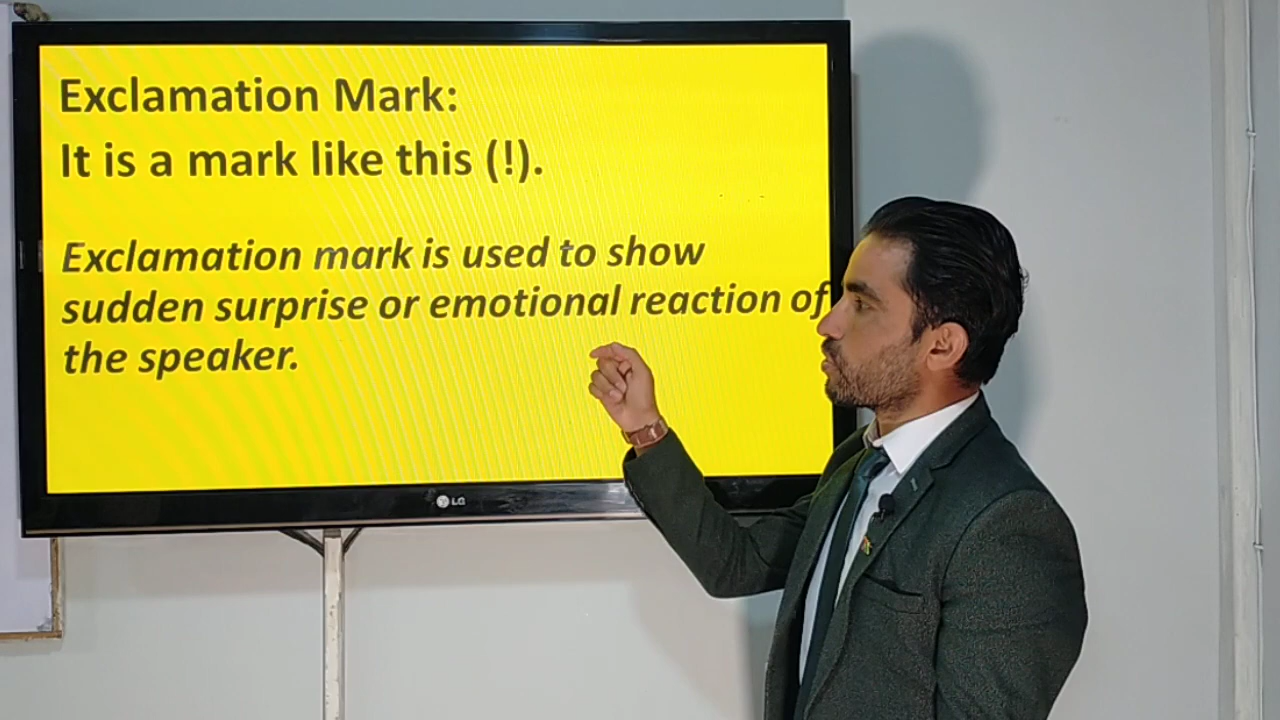 Exclamation Mark:
It is a mark like this (!).
Exclamation mark is used to show
sudden surprise or emotional reaction of
the speaker.
LG